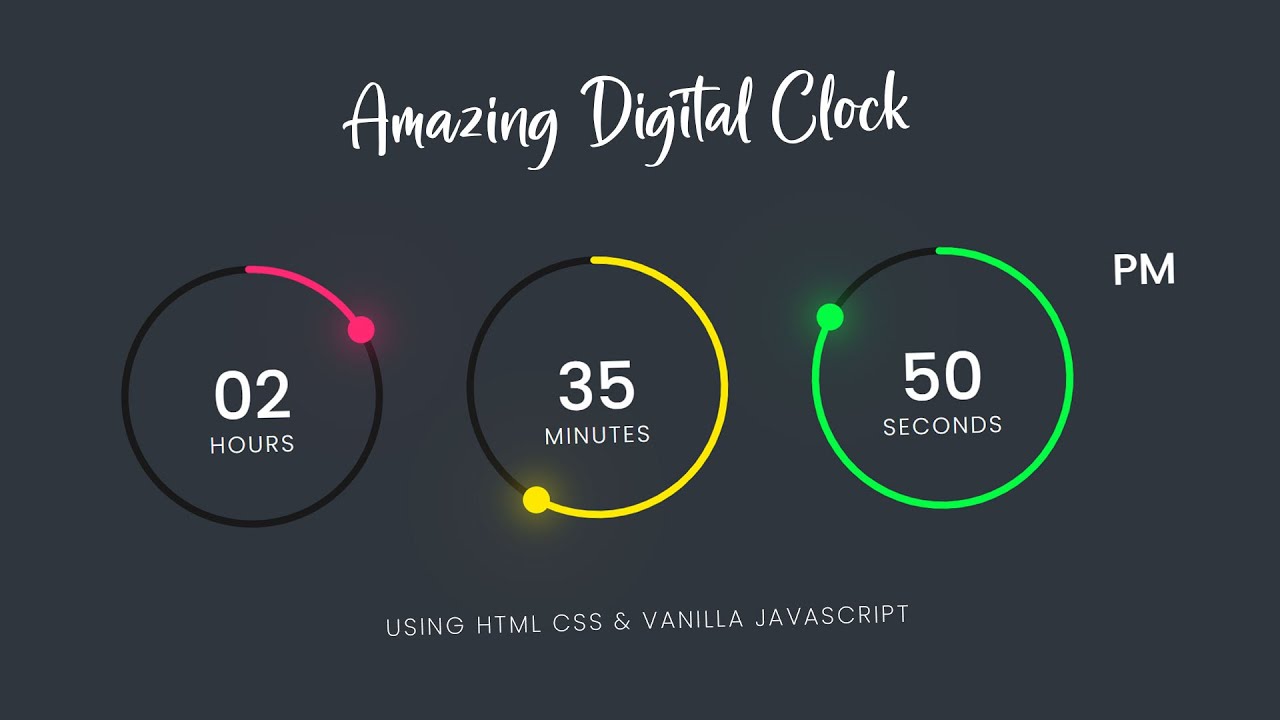 Amazing Digital Clock
PM
02
HOURS
35
MINUTES
50
SECONDS
USING HTML CSS & VANILLA JAVASCRIPT